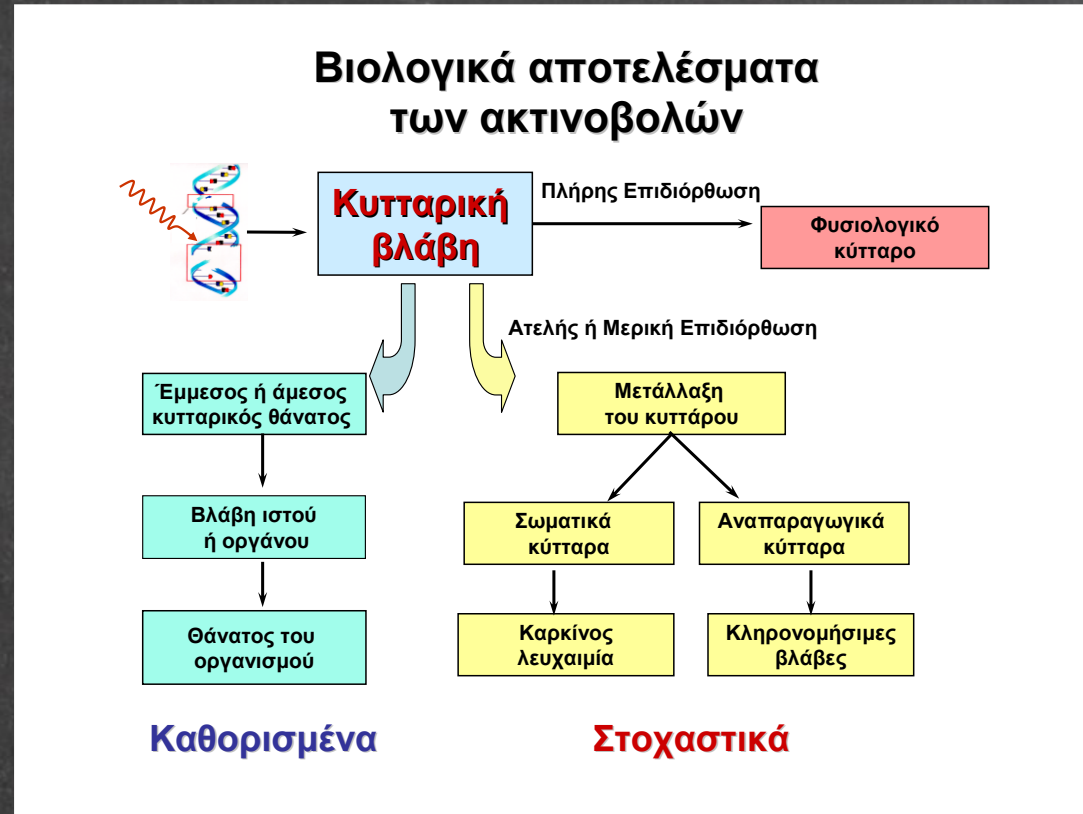 Βιολογικά αποτελέσματα
των ακτινοβολών
Κυτταρική
βλάβη
Πλήρης Επιδιόρθωση
Φυσιολογικό
κύτταρο
Ατελής ή Μερική Επιδιόρθωση
Έμμεσος ή άμεσος
κυτταρικός θάνατος
Βλάβη ιστού
ή οργάνου
Θάνατος του
οργανισμού
Μετάλλαξη
του κυττάρου
Σωματικά
κύτταρα
Αναπαραγωγικά
κύτταρα
Καρκίνος
λευχαιμία
Κληρονομήσιμες
βλάβες
Καθορισμένα
Στοχαστικά